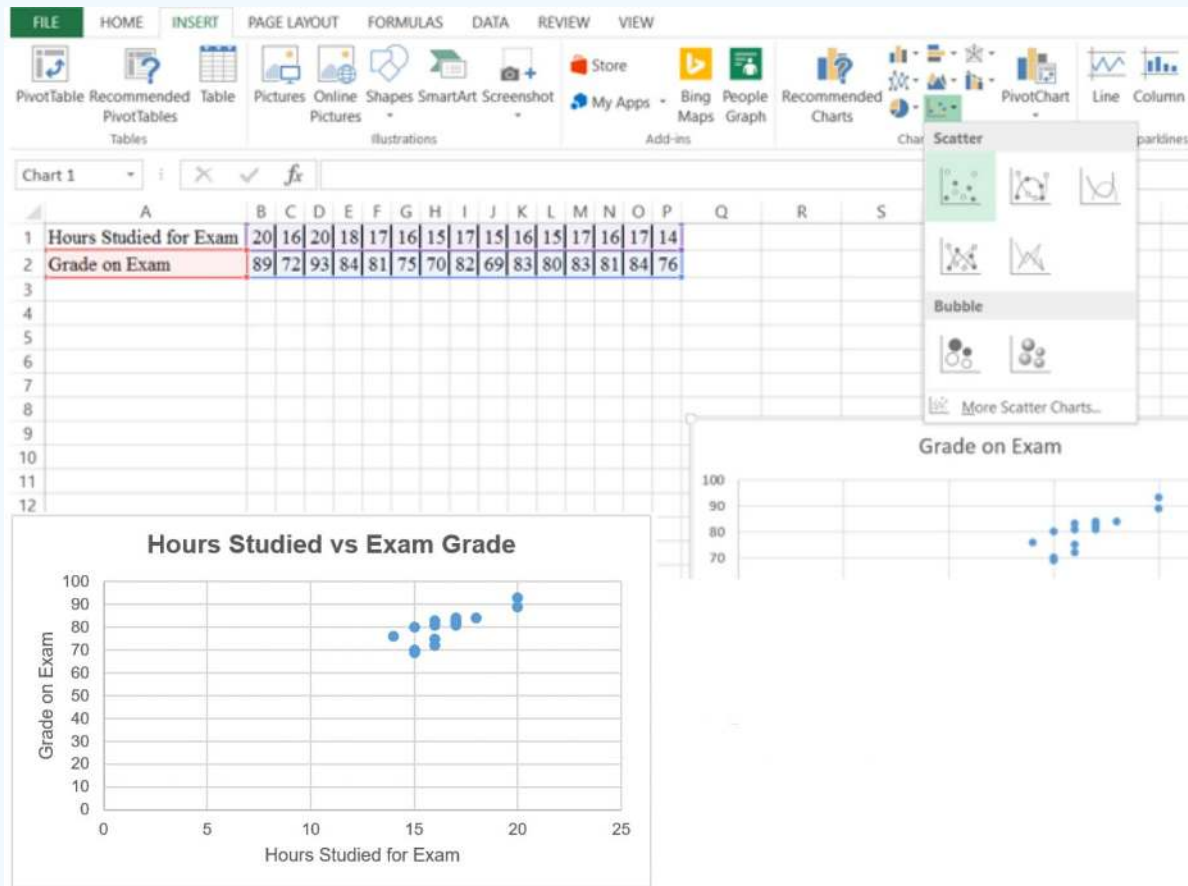 FILE HOME INSERT PAGE LAYOUT FORMULAS DATA REVIEW VIEW
PivotTable Recommended PivotTables Table
Tables
Pictures Online Pictures Shapes SmartArt Screenshot
Illustrations
Store
My Apps
Bing Maps People Graph
Add-ins
Recommended Charts
PivotChart
Char
Line Column
parklines
Scatter
Bubble
More Scatter Charts...
Chart 1 fx
A B C D E F G H I J K L M N O P Q R S
1 Hours Studied for Exam 20 16 20 18 17 16 15 17 15 16 15 17 16 17 14
2 Grade on Exam 89 72 93 84 81 75 70 82 69 83 80 83 81 84 76
3
4
5
6
7
8
9
10
11
12
Grade on Exam
100
90
80
70
Hours Studied vs Exam Grade
Grade on Exam
100
90
80
70
60
50
40
30
20
10
0
0 5 10 15 20 25
Hours Studied for Exam